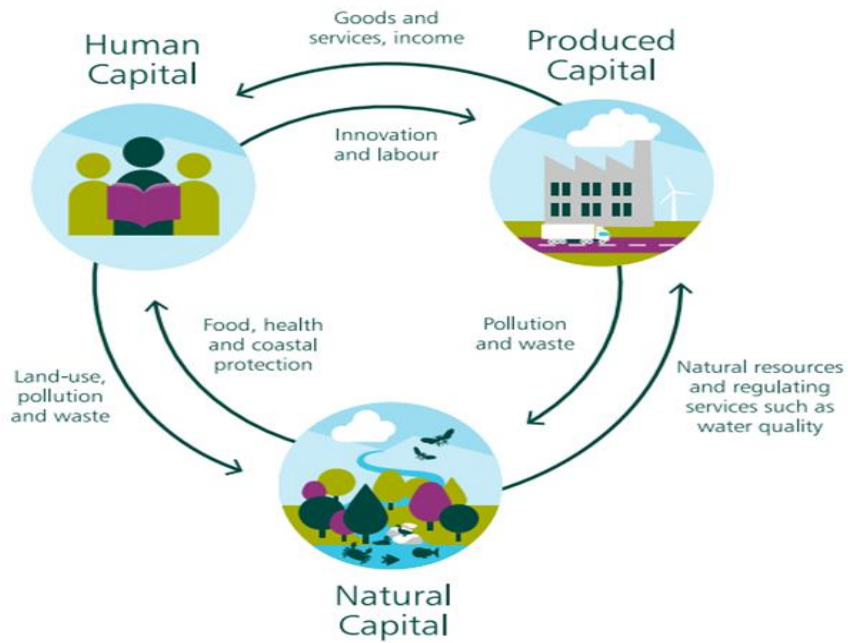 Goods and
services, income
Human
Capital
Produced
Capital
Innovation
and labour
Food, health
and coastal
protection
Pollution
and waste
Land-use,
pollution
and waste
Natural resources
and regulating
services such as
water quality
Natural
Capital